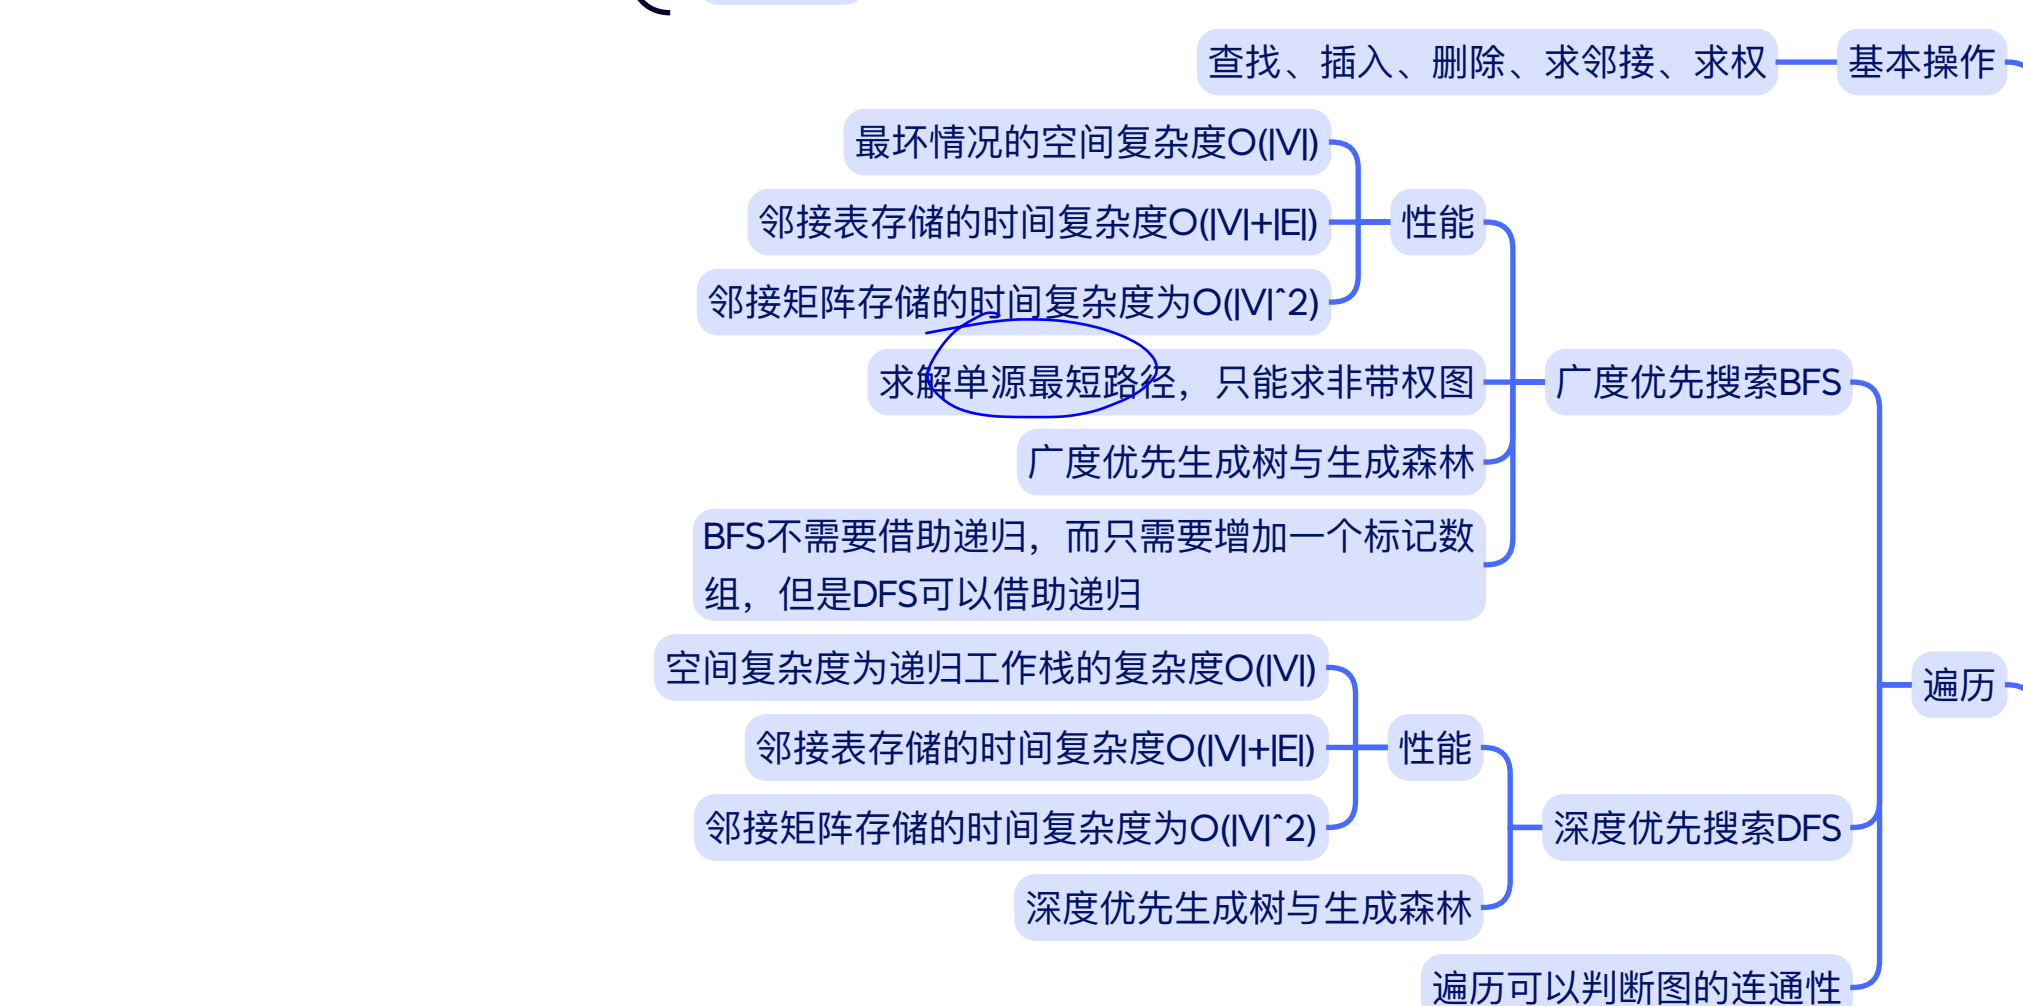 查找、插入、删除、求邻接、求权
基本操作
最坏情况的空间复杂度O(|V|)
邻接表存储的时间复杂度O(|V|+|E|)
性能
邻接矩阵存储的时间复杂度为O(|V|^2)
求解单源最短路径，只能求非带权图
广度优先搜索BFS
广度优先生成树与生成森林
BFS不需要借助递归，而只需要增加一个标记数
组，但是DFS可以借助递归
空间复杂度为递归工作栈的复杂度O(|V|)
遍历
邻接表存储的时间复杂度O(|V|+|E|)
性能
邻接矩阵存储的时间复杂度为O(|V|^2)
深度优先搜索DFS
深度优先生成树与生成森林
遍历可以判断图的连通性